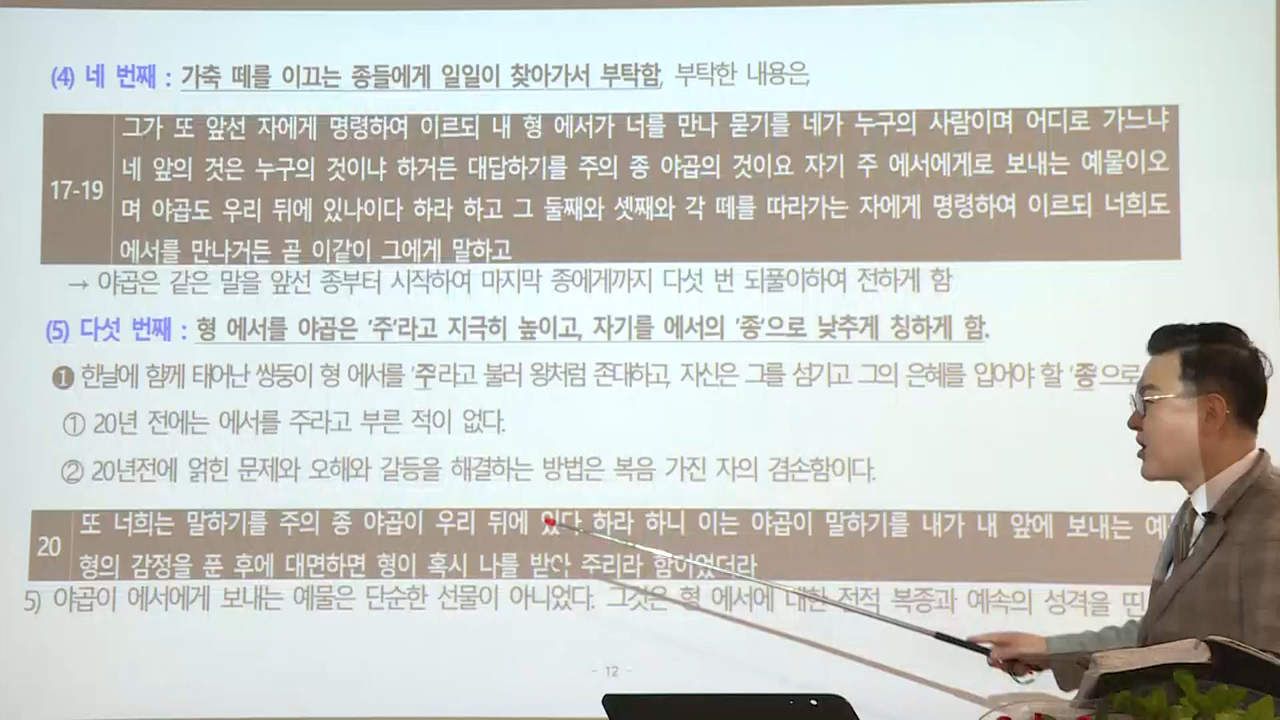 (4) 네 번째 : 가축 떼를 이끄는 종들에게 일일이 찾아가서 부탁함, 부탁한 내용은,
17-19
그가 또 앞선 자에게 명령하여 이르되 내 형 에서가 너를 만나 묻기를 네가 누구의 사람이며 어디로 가느냐
네 앞의 것은 누구의 것이냐 하거든 대답하기를 주의 종 야곱의 것이요 자기 주 에서에게로 보내는 예물이오
며 야곱도 우리 뒤에 있나이다 하라 하고 그 둘째와 셋째와 각 떼를 따라가는 자에게 명령하여 이르되 너희도
에서를 만나거든 곧 이같이 그에게 말하고
→ 야곱은 같은 말을 앞선 종부터 시작하여 마지막 종에게까지 다섯 번 되풀이하여 전하게 함
(5) 다섯 번째 : 형 에서를 야곱은 '주'라고 지극히 높이고, 자기를 에서의 '종'으로 낮추게 칭하게 함.
❶ 한날에 함께 태어난 쌍둥이 형 에서를 '주라고 불러 왕처럼 존대하고, 자신은 그를 섬기고 그의 은혜를 입어야 할 '종으로
① 20년 전에는 에서를 주라고 부른 적이 없다.
② 20년전에 얽힌 문제와 오해와 갈등을 해결하는 방법은 복음 가진 자의 겸손함이다.
20
또 너희는 말하기를 주의 종 야곱이 우리 뒤에 있다 하라 하니 이는 야곱이 말하기를 내가 내 앞에 보내는 예
형의 감정을 푼 후에 대면하면 형이 혹시 나를 받아 주리라 함이었더라
5) 야곱이 에서에게 보내는 예물은 단순한 선물이 아니었다. 그것은 형 에서에 대한 전적 복종과 예속의 성격을 띤
- 12 -